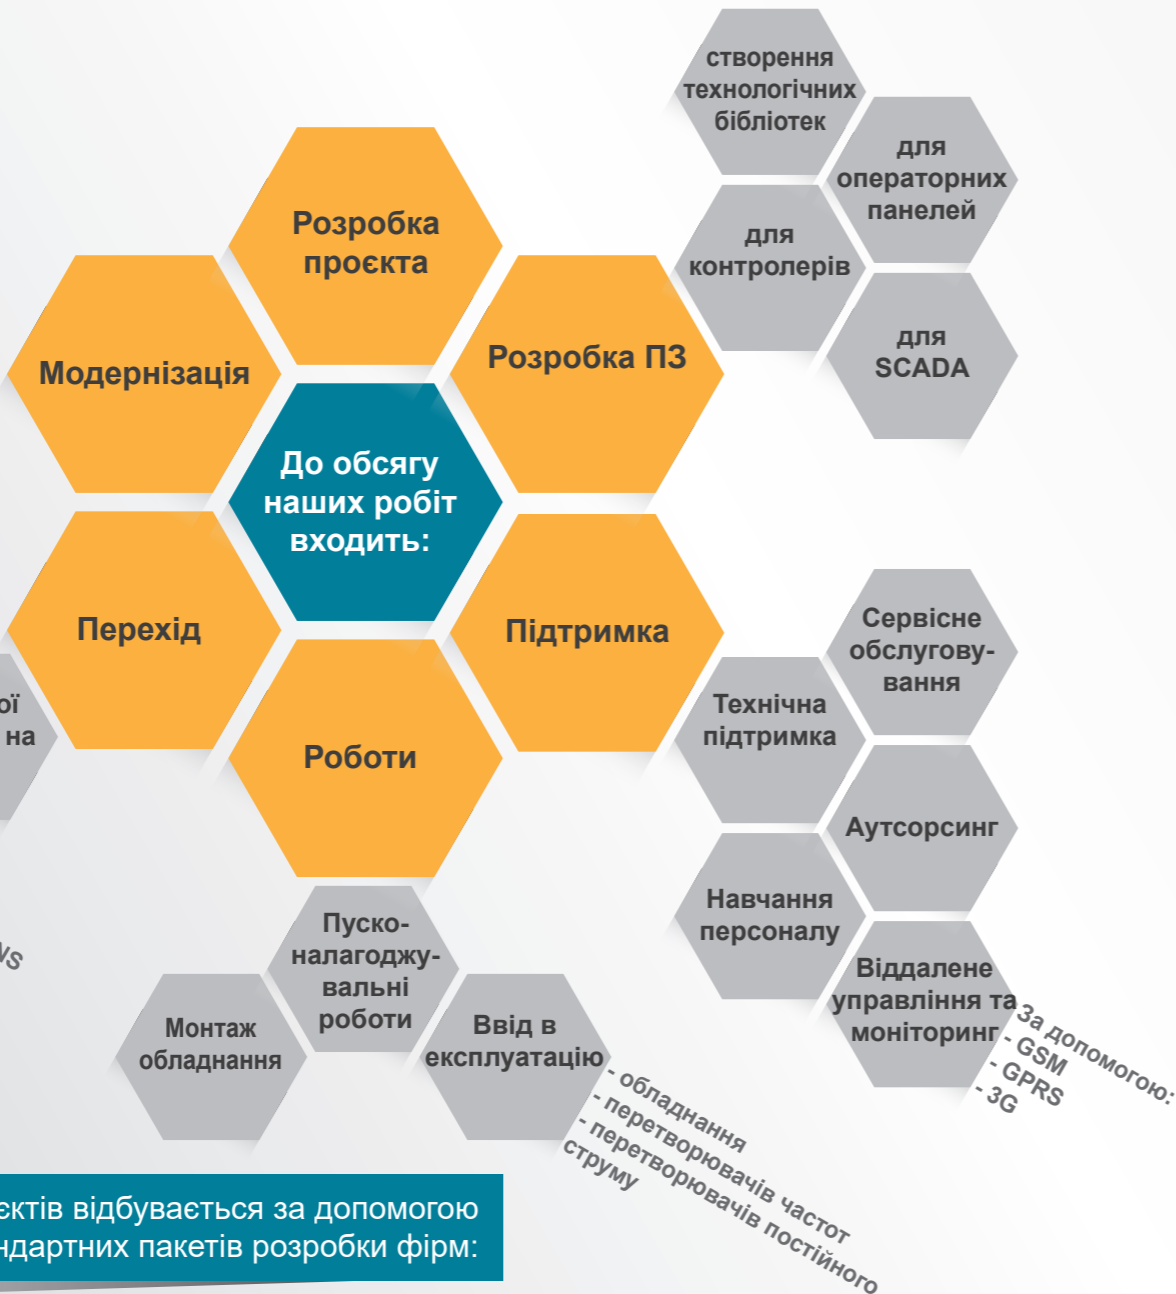 створення
технологічних
бібліотек
для
операторних
панелей
для
контролерів
для
SCADA
Розробка
проєкта
Модернізація
Розробка ПЗ
До обсягу
наших робіт
входить:
Перехід
Підтримка
Роботи
ої
на
NS
Сервісне
обслугову-
вання
Технічна
підтримка
Аутсорсинг
Навчання
персоналу
Віддалене
управління та
моніторинг
За допомогою:
- GSM
- GPRS
- 3G
Пуско-
налагоджу-
вальні
роботи
Монтаж
обладнання
Ввід в
експлуатацію
- обладнання
- перетворювачів частот
- перетворювачів постійного
струму
єктів відбувається за допомогою
ндартних пакетів розробки фірм: